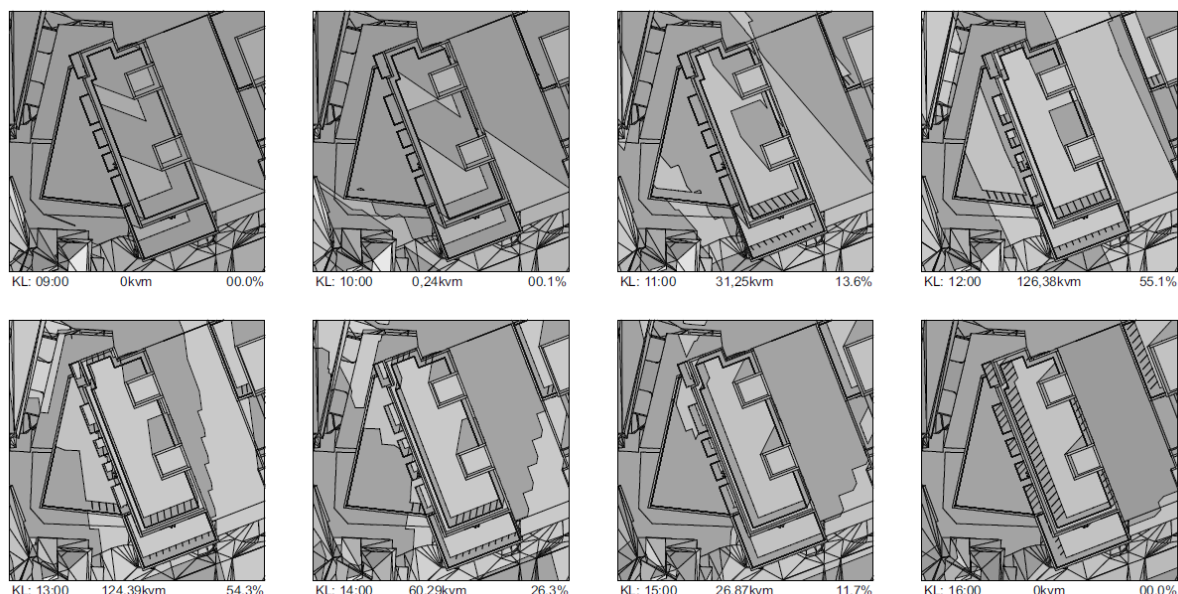 KL: 09:00 0kvm 00.0%
KL: 10:00 0,24kvm 00.1%
KL: 11:00 31,25kvm 13.6%
KL: 12:00 126,38kvm 55.1%
KL: 13:00 124,39kvm 54.3%
KL: 14:00 60,29kvm 26.3%
KL: 15:00 26,87kvm 11.7%
KL: 16:00 0kvm 00.0%